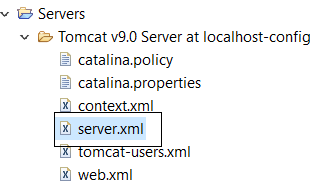 Servers
Tomcat v9.0 Server at localhost-config
catalina.policy
catalina.properties
context.xml
server.xml
tomcat-users.xml
web.xml